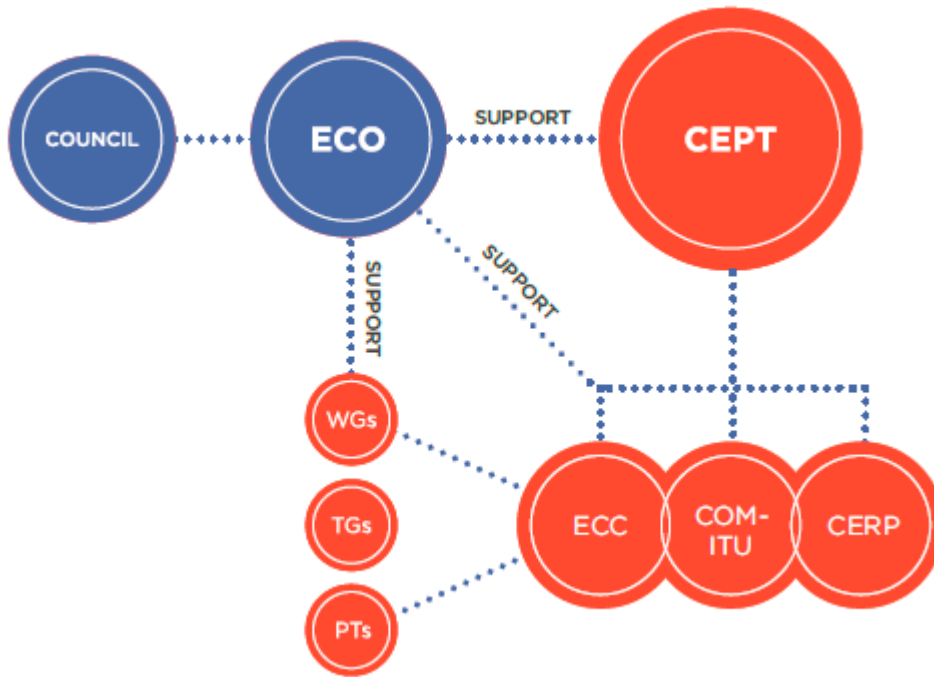 COUNCIL
ECO
SUPPORT
CEPT
SUPPORT
SUPPORT
WGs
TGs
PTs
ECC
COM-
ITU
CERP